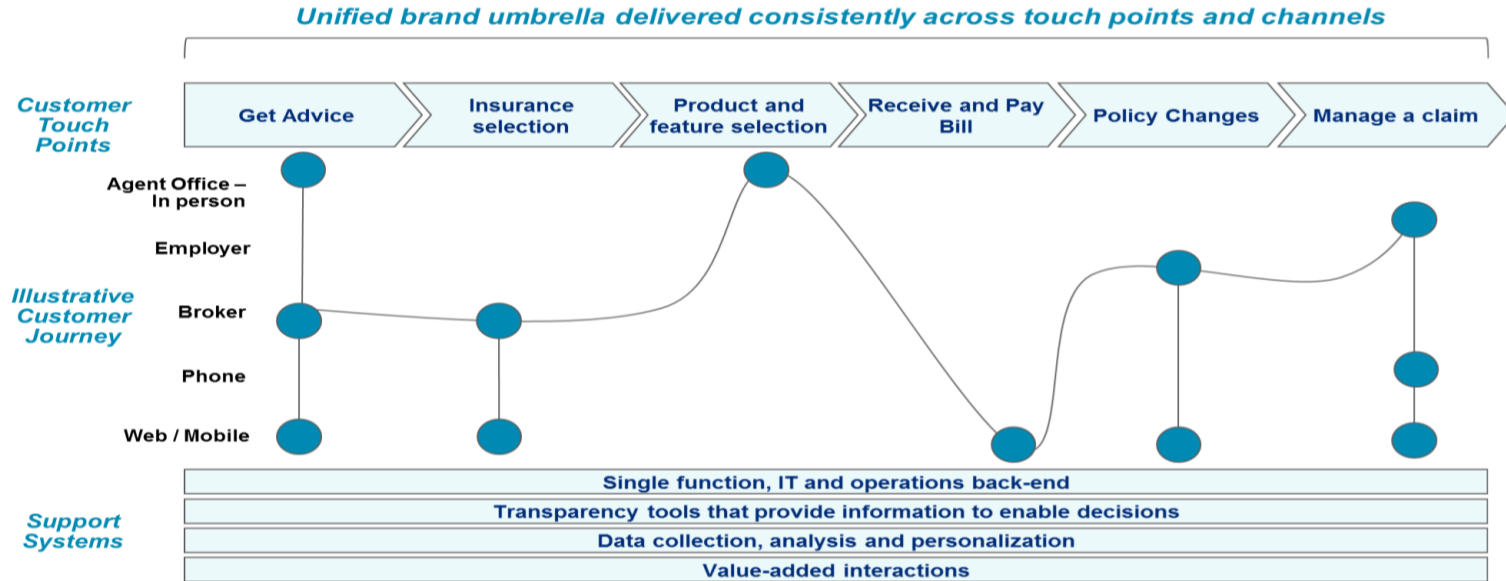 Unified brand umbrella delivered consistently across touch points and channels
Customer
Touch
Points
Get Advice
Insurance
selection
Product and
feature selection
Receive and Pay
Bill
Policy Changes
Manage a claim
Illustrative
Customer
Journey
Agent Office –
In person
Employer
Broker
Phone
Web / Mobile
Support
Systems
Single function, IT and operations back-end
Transparency tools that provide information to enable decisions
Data collection, analysis and personalization
Value-added interactions